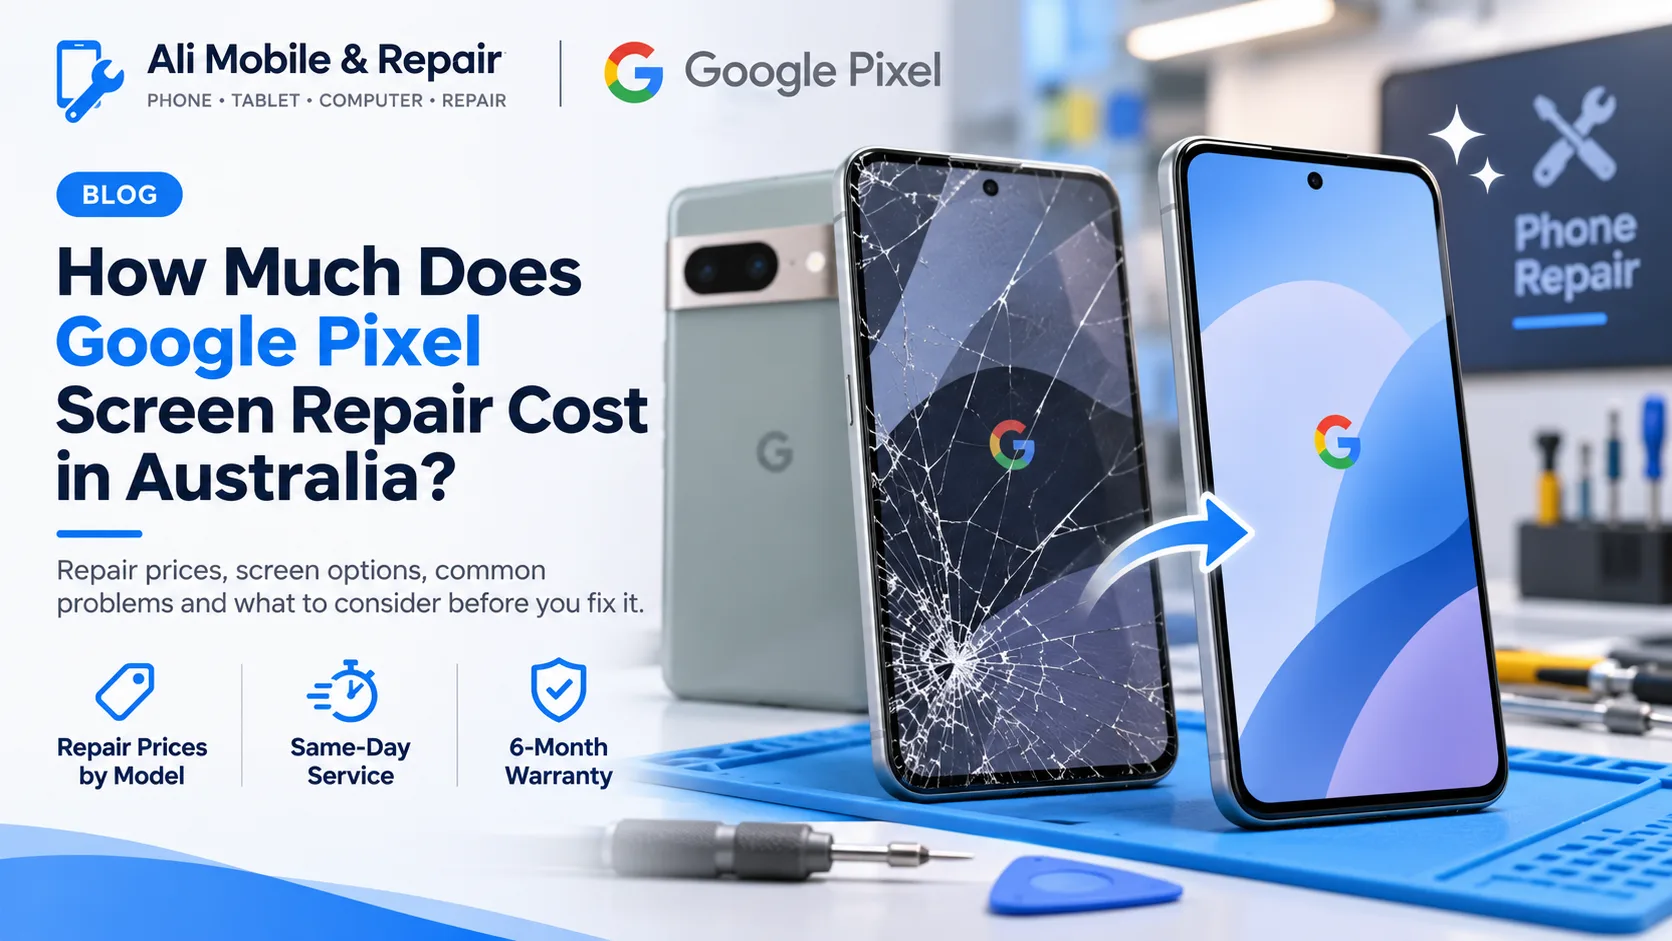 Ali Mobile & Repair
PHONE • TABLET • COMPUTER • REPAIR
Google Pixel
BLOG
How Much Does
Google Pixel
Screen Repair Cost
in Australia?
Repair prices, screen options, common
problems and what to consider before you fix it.
Repair Prices
by Model
Same-Day
Service
6-Month
Warranty
Phone
Repair